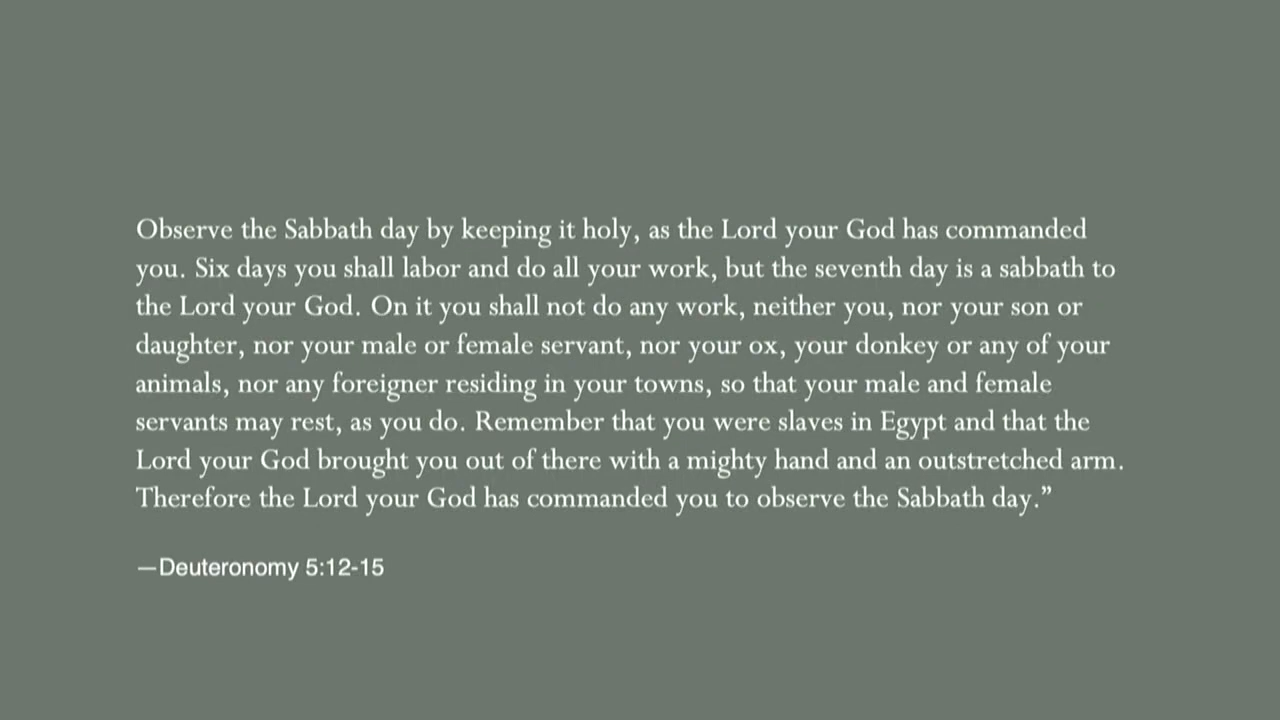 Observe the Sabbath day by keeping it holy, as the Lord your God has commanded
you. Six days you shall labor and do all your work, but the seventh day is a sabbath to
the Lord your God. On it you shall not do any work, neither you, nor your son or
daughter, nor your male or female servant, nor your ox, your donkey or any of your
animals, nor any foreigner residing in your towns, so that your male and female
servants may rest, as you do. Remember that you were slaves in Egypt and that the
Lord your God brought you out of there with a mighty hand and an outstretched arm.
Therefore the Lord your God has commanded you to observe the Sabbath day.”
—Deuteronomy 5:12-15